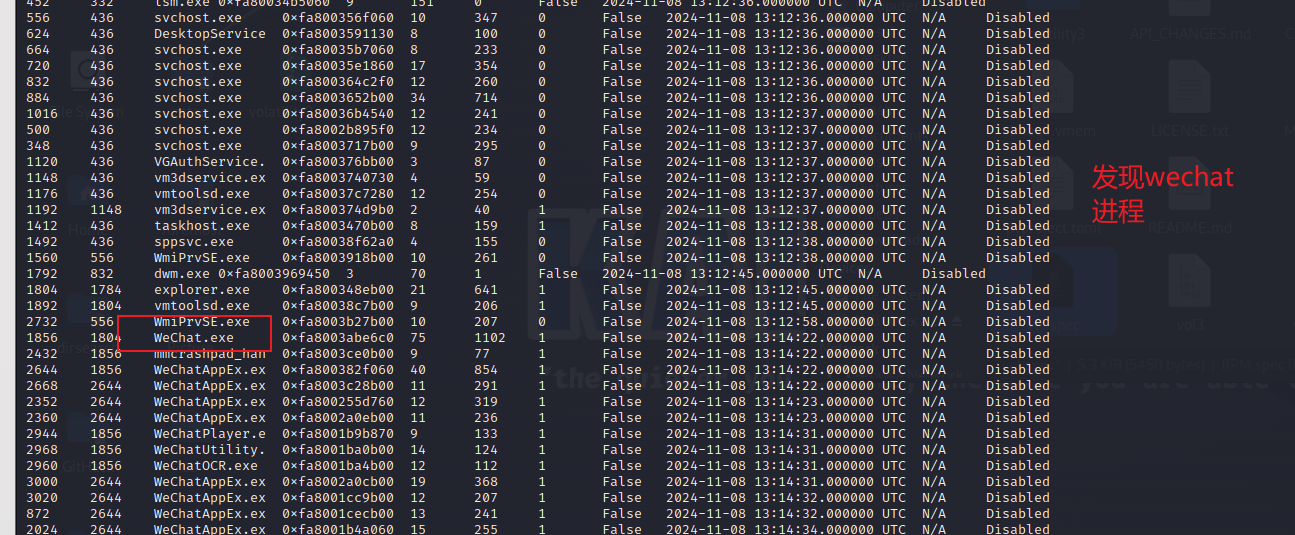 452 332 lsm.exe 0×fa80034b5060 9 151 0 False 2024-11-08 13:12:36.000000 UTC N/A Disabled
556 436 svchost.exe 0×fa800356f060 10 347 0 False 2024-11-08 13:12:36.000000 UTC N/A Disabled
624 436 DesktopService 0×fa8003591130 8 100 0 False 2024-11-08 13:12:36.000000 UTC N/A Disabled
664 436 svchost.exe 0×fa80035b7060 8 233 0 False 2024-11-08 13:12:36.000000 UTC N/A Disabled
720 436 svchost.exe 0×fa80035e1860 17 354 0 False 2024-11-08 13:12:36.000000 UTC N/A Disabled
832 436 svchost.exe 0×fa800364c2f0 12 260 0 False 2024-11-08 13:12:36.000000 UTC N/A Disabled
884 436 svchost.exe 0×fa8003652b00 34 714 0 False 2024-11-08 13:12:36.000000 UTC N/A Disabled
1016 436 svchost.exe 0×fa80036b4540 12 241 0 False 2024-11-08 13:12:37.000000 UTC N/A Disabled
500 436 svchost.exe 0×fa8002b895f0 12 234 0 False 2024-11-08 13:12:37.000000 UTC N/A Disabled
348 436 svchost.exe 0×fa8003717b00 9 295 0 False 2024-11-08 13:12:37.000000 UTC N/A Disabled
1120 436 VGAuthService. 0×fa800376bb00 3 87 0 False 2024-11-08 13:12:37.000000 UTC N/A Disabled
1148 436 vm3dservice.ex 0×fa8003740730 4 59 0 False 2024-11-08 13:12:37.000000 UTC N/A Disabled
1176 436 vmtoolsd.exe 0×fa80037c7280 12 254 0 False 2024-11-08 13:12:37.000000 UTC N/A Disabled
1192 1148 vm3dservice.ex 0×fa800374d9b0 2 40 1 False 2024-11-08 13:12:37.000000 UTC N/A Disabled
1412 436 taskhost.exe 0×fa8003470b00 8 159 1 False 2024-11-08 13:12:38.000000 UTC N/A Disabled
1492 436 sppsvc.exe 0×fa80038f62a0 4 155 0 False 2024-11-08 13:12:38.000000 UTC N/A Disabled
1560 556 WmiPrvSE.exe 0×fa8003918b00 10 261 0 False 2024-11-08 13:12:38.000000 UTC N/A Disabled
1792 832 dwm.exe 0×fa8003969450 3 70 1 False 2024-11-08 13:12:45.000000 UTC N/A Disabled
1804 1784 explorer.exe 0×fa800348eb00 21 641 1 False 2024-11-08 13:12:45.000000 UTC N/A Disabled
1892 1804 vmtoolsd.exe 0×fa80038c7b00 9 206 1 False 2024-11-08 13:12:45.000000 UTC N/A Disabled
2732 556 WmiPrvSE.exe 0×fa8003b27b00 10 207 0 False 2024-11-08 13:12:58.000000 UTC N/A Disabled
1856 1804 WeChat.exe 0×fa8003abe6c0 75 1102 1 False 2024-11-08 13:14:22.000000 UTC N/A Disabled
2432 1856 mmcrashpad_han 0×fa8003ce0b00 9 77 1 False 2024-11-08 13:14:22.000000 UTC N/A Disabled
2644 1856 WeChatAppEx.ex 0×fa800382f060 40 854 1 False 2024-11-08 13:14:22.000000 UTC N/A Disabled
2668 2644 WeChatAppEx.ex 0×fa8003c28b00 11 291 1 False 2024-11-08 13:14:22.000000 UTC N/A Disabled
2352 2644 WeChatAppEx.ex 0×fa800255d760 12 319 1 False 2024-11-08 13:14:23.000000 UTC N/A Disabled
2360 2644 WeChatAppEx.ex 0×fa8002a0eb00 11 236 1 False 2024-11-08 13:14:23.000000 UTC N/A Disabled
2944 1856 WeChatPlayer.e 0×fa8001b9b870 9 133 1 False 2024-11-08 13:14:31.000000 UTC N/A Disabled
2968 1856 WeChatUtility. 0×fa8001ba0b00 14 124 1 False 2024-11-08 13:14:31.000000 UTC N/A Disabled
2960 1856 WeChatOCR.exe 0×fa8001ba4b00 12 112 1 False 2024-11-08 13:14:31.000000 UTC N/A Disabled
3000 2644 WeChatAppEx.ex 0×fa8002a0cb00 19 368 1 False 2024-11-08 13:14:31.000000 UTC N/A Disabled
3020 2644 WeChatAppEx.ex 0×fa8001cc9b00 12 207 1 False 2024-11-08 13:14:32.000000 UTC N/A Disabled
872 2644 WeChatAppEx.ex 0×fa8001cecb00 13 241 1 False 2024-11-08 13:14:32.000000 UTC N/A Disabled
2024 2644 WeChatAppEx.ex 0×fa8001b4a060 15 255 1 False 2024-11-08 13:14:34.000000 UTC N/A Disabled
发现wechat
进程
API_CHANGES.md
LICENSE.txt
README.md
vol3